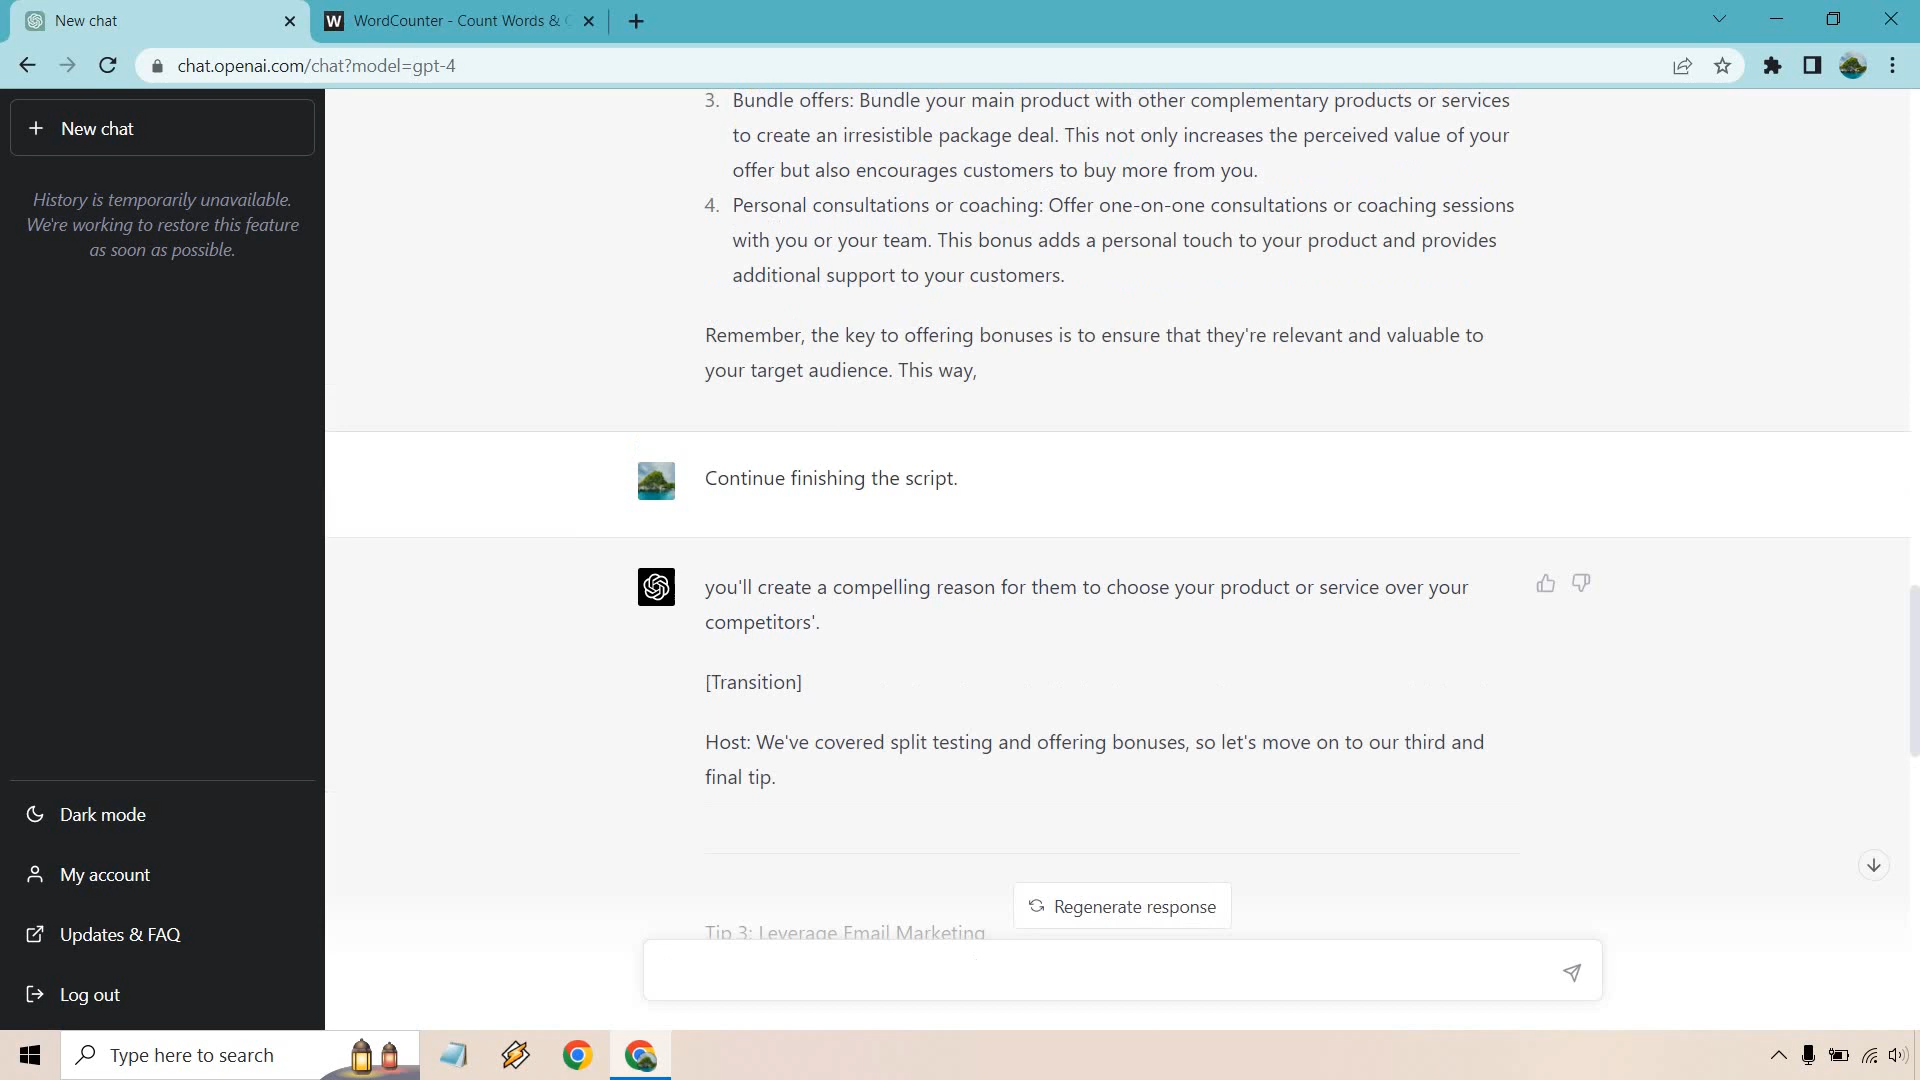 New chat
WordCounter - Count Words &
chat.openai.com/chat?model=gpt-4
New chat
History is temporarily unavailable.
We're working to restore this feature
as soon as possible.
Dark mode
My account
Updates & FAQ
Log out
3. Bundle offers: Bundle your main product with other complementary products or services
to create an irresistible package deal. This not only increases the perceived value of your
offer but also encourages customers to buy more from you.
4. Personal consultations or coaching: Offer one-on-one consultations or coaching sessions
with you or your team. This bonus adds a personal touch to your product and provides
additional support to your customers.
Remember, the key to offering bonuses is to ensure that they're relevant and valuable to
your target audience. This way,
Continue finishing the script.
you'll create a compelling reason for them to choose your product or service over your
competitors'.
[Transition]
Host: We've covered split testing and offering bonuses, so let's move on to our third and
final tip.
Regenerate response
Tip 3: Leverage Email Marketing
Type here to search